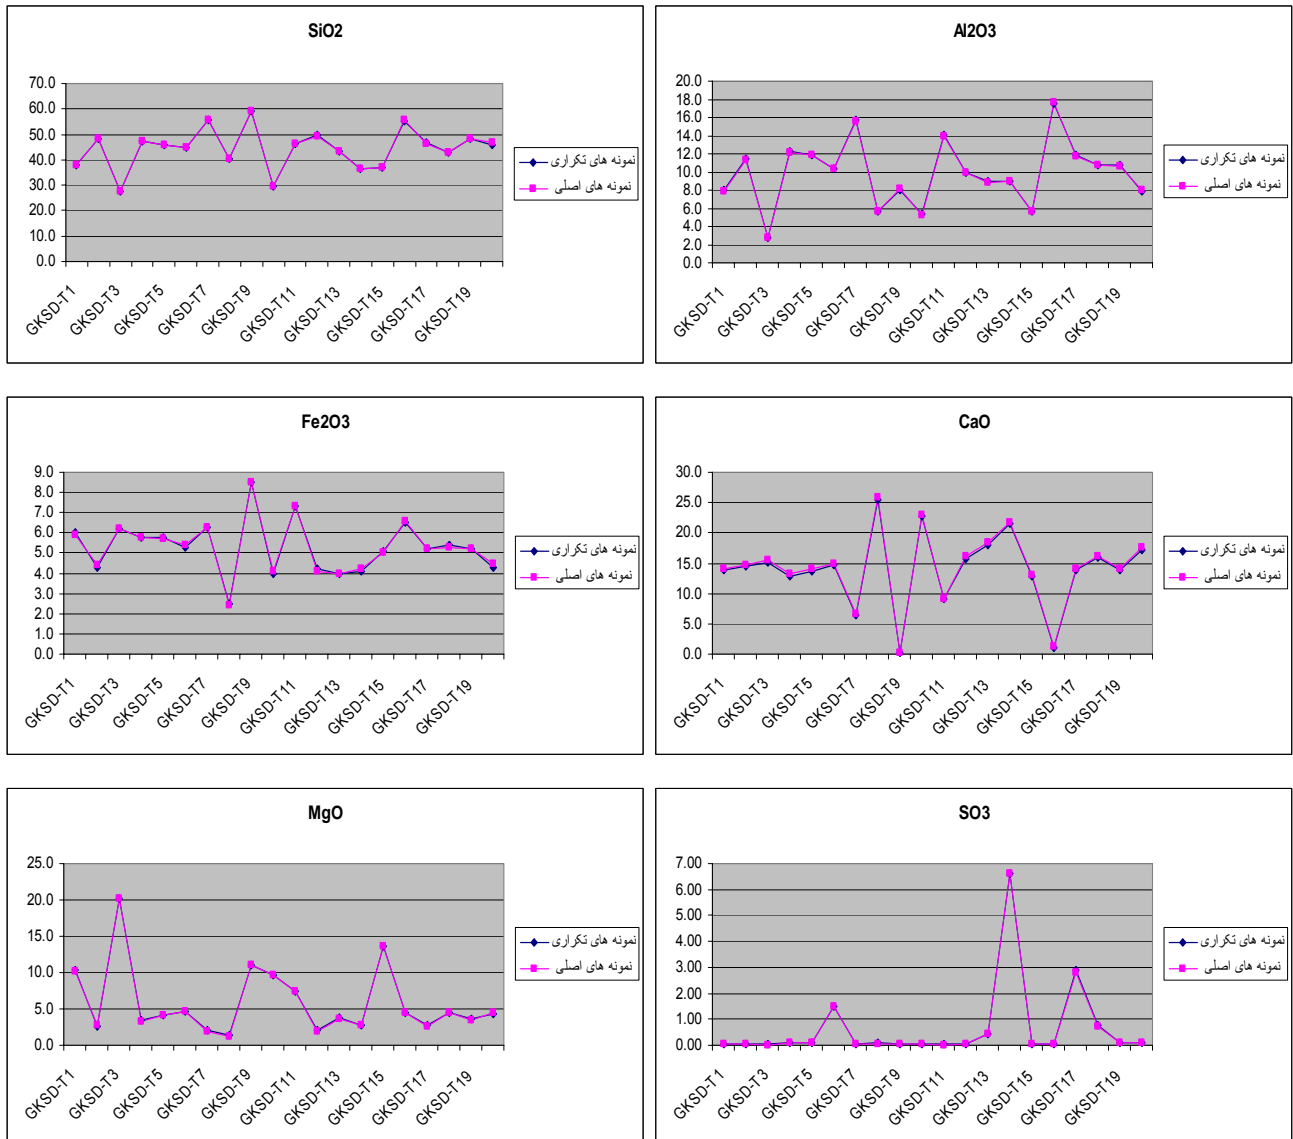 SiO2
70.0
60.0
50.0
40.0
30.0
20.0
10.0
0.0
GKSD-T1
GKSD-T3
GKSD-T5
GKSD-T7
GKSD-T9
GKSD-T11
GKSD-T13
GKSD-T15
GKSD-T17
GKSD-T19
نمونه های تکراری
نمونه های اصلی
Al2O3
20.0
18.0
16.0
14.0
12.0
10.0
8.0
6.0
4.0
2.0
0.0
GKSD-T1
GKSD-T3
GKSD-T5
GKSD-T7
GKSD-T9
GKSD-T11
GKSD-T13
GKSD-T15
GKSD-T17
GKSD-T19
نمونه های تکراری
نمونه های اصلی
Fe2O3
9.0
8.0
7.0
6.0
5.0
4.0
3.0
2.0
1.0
0.0
GKSD-T1
GKSD-T3
GKSD-T5
GKSD-T7
GKSD-T9
GKSD-T11
GKSD-T13
GKSD-T15
GKSD-T17
GKSD-T19
نمونه های تکراری
نمونه های اصلی
CaO
30.0
25.0
20.0
15.0
10.0
5.0
0.0
GKSD-T1
GKSD-T3
GKSD-T5
GKSD-T7
GKSD-T9
GKSD-T11
GKSD-T13
GKSD-T15
GKSD-T17
GKSD-T19
نمونه های تکراری
نمونه های اصلی
MgO
25.0
20.0
15.0
10.0
5.0
0.0
GKSD-T1
GKSD-T3
GKSD-T5
GKSD-T7
GKSD-T9
GKSD-T11
GKSD-T13
GKSD-T15
GKSD-T17
GKSD-T19
نمونه های تکراری
نمونه های اصلی
SO3
7.00
6.00
5.00
4.00
3.00
2.00
1.00
0.00
GKSD-T1
GKSD-T3
GKSD-T5
GKSD-T7
GKSD-T9
GKSD-T11
GKSD-T13
GKSD-T15
GKSD-T17
GKSD-T19
نمونه های تکراری
نمونه های اصلی